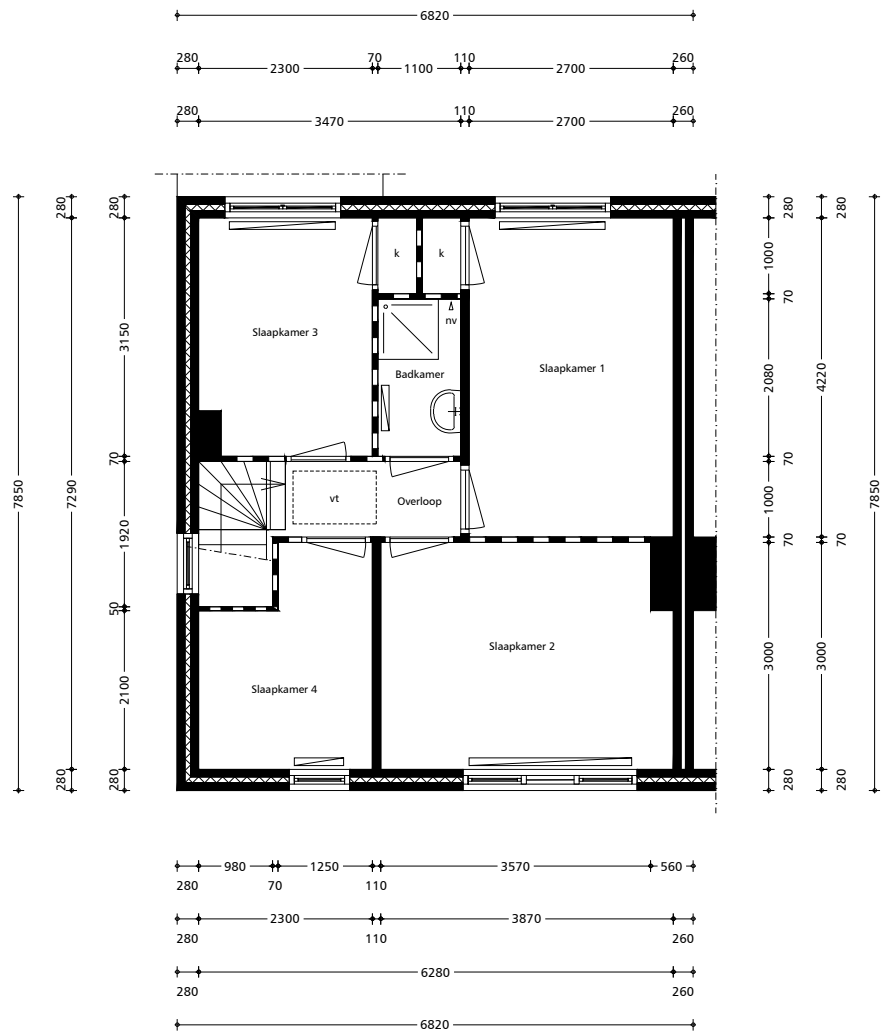 6820
280 2300 70 1100 110 2700 260
280 3470 110 2700 260
280 280 280 280
k k
1000
70
nv
Slaapkamer 3
3150
Badkamer
Slaapkamer 1
2080
4220
70
7850
7290
vt
Overloop
70
1000
7850
1920
70 70
50
Slaapkamer 2
Slaapkamer 4
2100
3000
3000
280 280 280 280
980 1250 3570 560
280 70 110
2300 3870
280 110 260
6280
280 260
6820